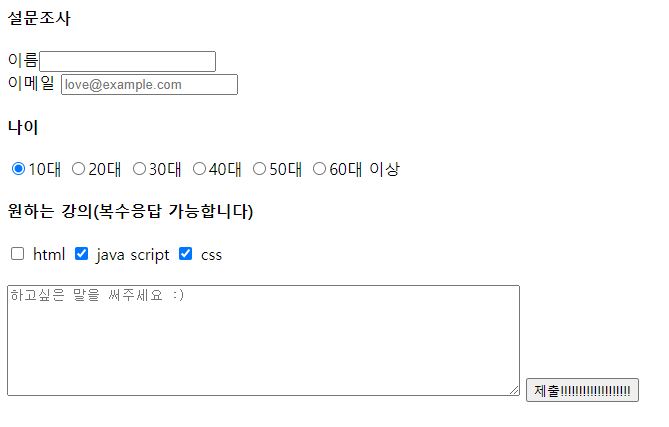 설문조사
이름
이메일 love@example.com
나이
10대 20대 30대 40대 50대 60대 이상
원하는 강의(복수응답 가능합니다)
html java script css
하고싶은 말을 써주세요 :)
제출!!!!!!!!!!!!!!!!!!!